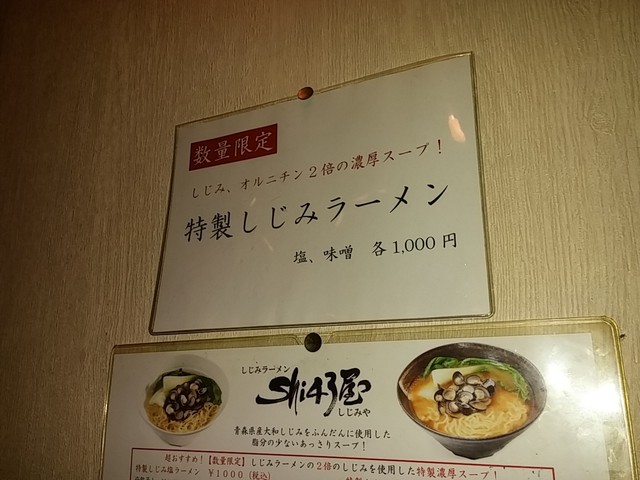 数量限定
しじみ、オルニチン2倍の濃厚スープ!
特製しじみラーメン
塩、味噌 各1,000円
しじみラーメン
Shi43屋
しじみや
青森県産大和しじみをふんだんに使用した
脂分の少ないあっさりスープ!
超おすすめ!【数量限定】しじみラーメンの2倍のしじみを使用した特製濃厚スープ!
特製しじみ塩ラーメン ¥1000(税込)